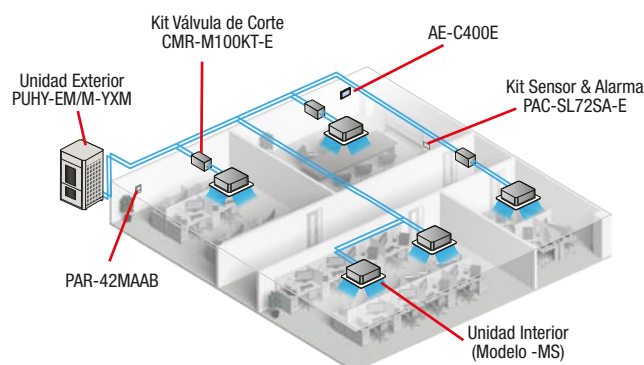 Kit Válvula de Corte
CMR-M100KT-E
AE-C400E
Unidad Exterior
PUHY-EM/M-YXM
Kit Sensor & Alarma
PAC-SL72SA-E
PAR-42MAAB
Unidad Interior
(Modelo -MS)